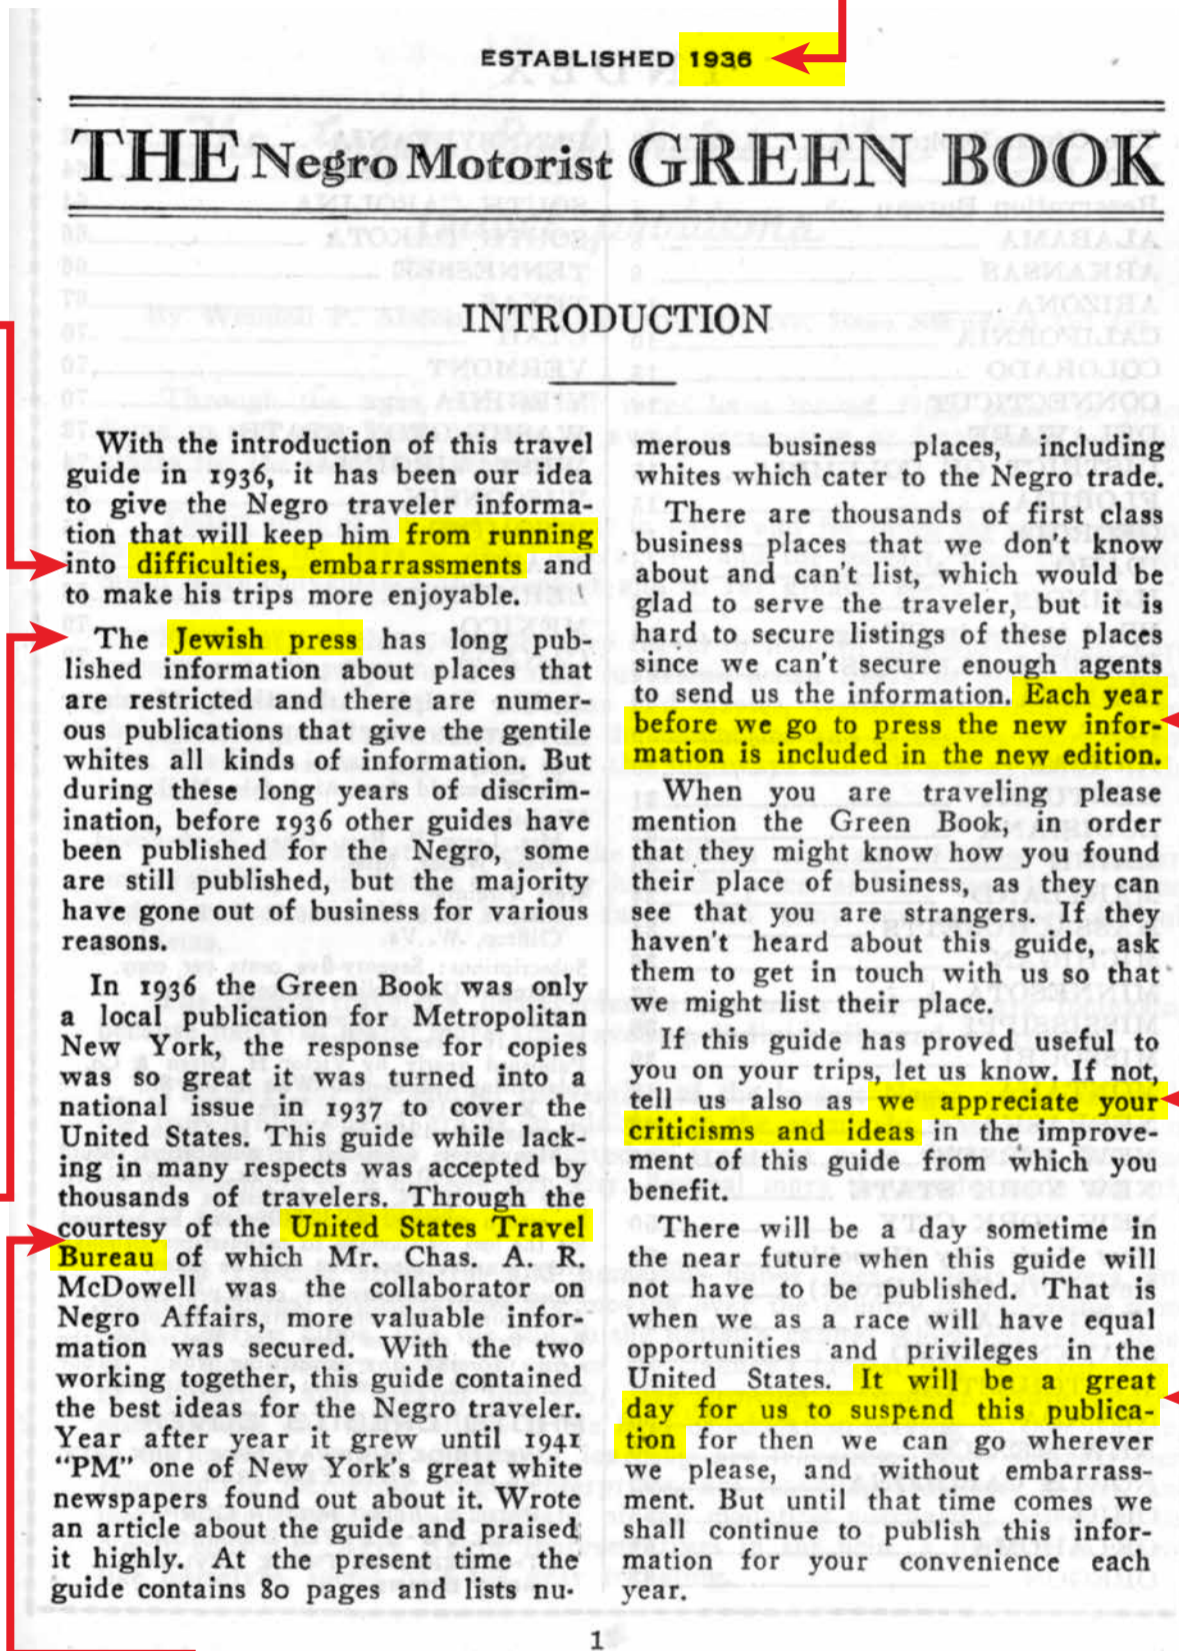 ESTABLISHED 1936
THE Negro Motorist GREEN BOOK
INTRODUCTION
With the introduction of this travel
guide in 1936, it has been our idea
to give the Negro traveler informa-
tion that will keep him from running
into difficulties, embarrassments and
to make his trips more enjoyable.
The Jewish press has long pub-
lished information about places that
are restricted and there are numer-
ous publications that give the gentile
whites all kinds of information. But
during these long years of discrim-
ination, before 1936 other guides have
been published for the Negro, some
are still published, but the majority
have gone out of business for various
reasons.
In 1936 the Green Book was only
a local publication for Metropolitan
New York, the response for copies
was so great it was turned into a
national issue in 1937 to cover the
United States. This guide while lack-
ing in many respects was accepted by
thousands of travelers. Through the
courtesy of the United States Travel
Bureau of which Mr. Chas. A. R.
McDowell was the collaborator on
Negro Affairs, more valuable infor-
mation was secured. With the two
working together, this guide contained
the best ideas for the Negro traveler.
Year after year it grew until 1941
"PM" one of New York's great white
newspapers found out about it. Wrote
an article about the guide and praised
it highly. At the present time the
guide contains 80 pages and lists nu-
merous business places, including
whites which cater to the Negro trade.
There are thousands of first class
business places that we don't know
about and can't list, which would be
glad to serve the traveler, but it is
hard to secure listings of these places
since we can't secure enough agents
to send us the information. Each year
before we go to press the new infor-
mation is included in the new edition.
When you are traveling please
mention the Green Book, in order
that they might know how you found
their place of business, as they can
see that you are strangers. If they
haven't heard about this guide, ask
them to get in touch with us so that
we might list their place.
If this guide has proved useful to
you on your trips, let us know. If not,
tell us also as we appreciate your
criticisms and ideas in the improve-
ment of this guide from which you
benefit.
There will be a day sometime in
the near future when this guide will
not have to be published. That is
when we as a race will have equal
opportunities and privileges in the
United States. It will be a great
day for us to suspend this publica-
tion for then we can go wherever
we please, and without embarrass-
ment. But until that time comes we
shall continue to publish this infor-
mation for your convenience each
year.
1